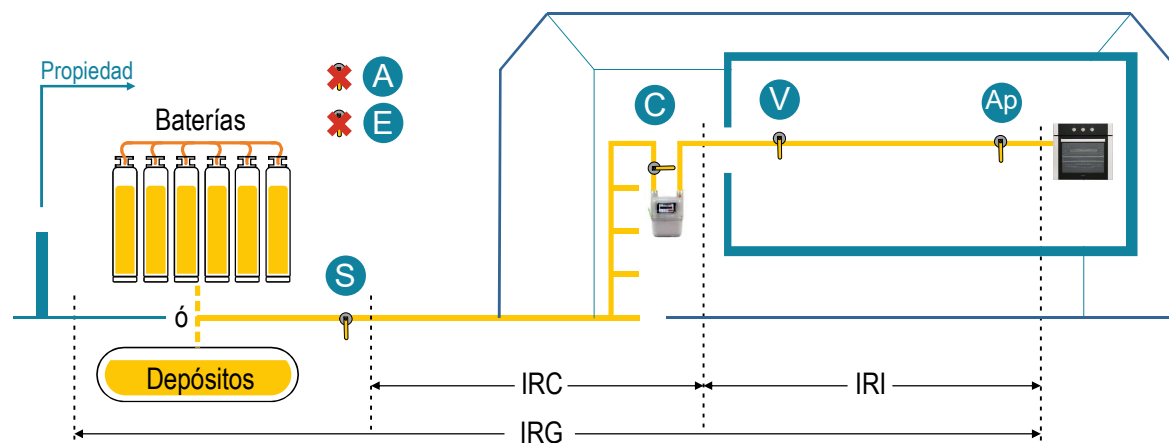 Propiedad
A
E
Baterías
C
V
Ap
S
ó
Depósitos
IRC
IRI
IRG